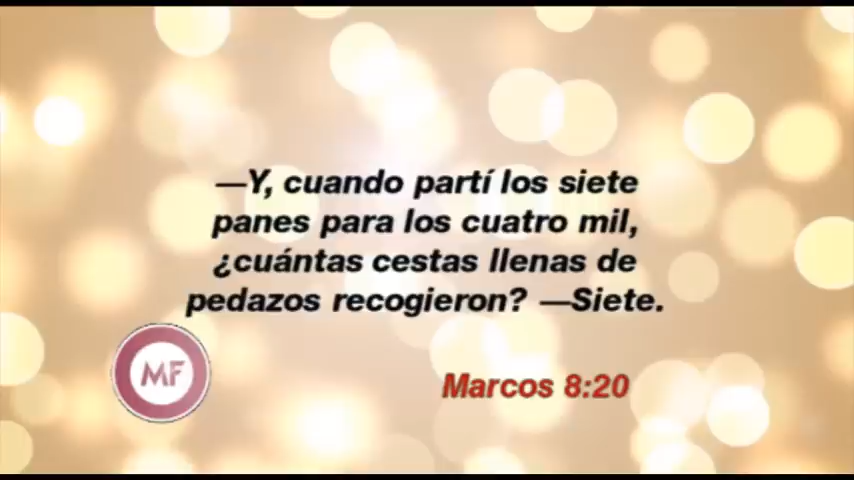 —Y, cuando partí los siete
panes para los cuatro mil,
¿cuántas cestas llenas de
pedazos recogieron? —Siete.
MF
Marcos 8:20